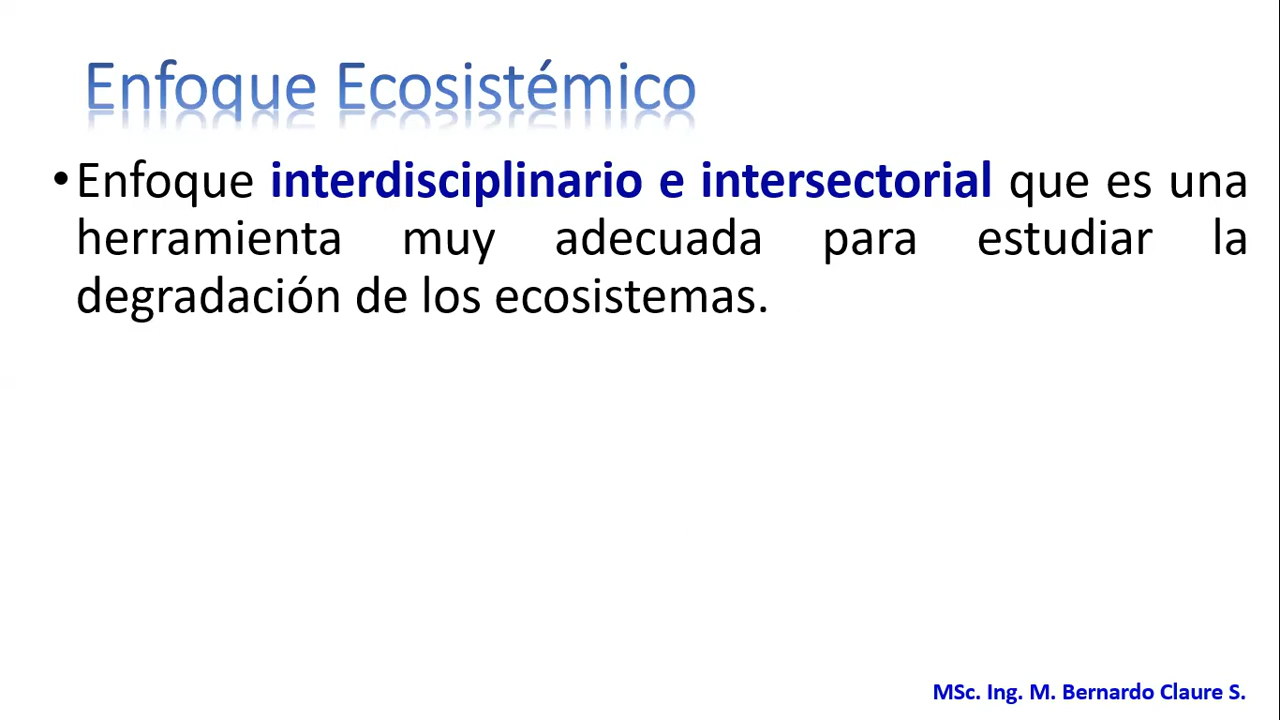 Enfoque Ecosistémico
•Enfoque interdisciplinario e intersectorial que es una
herramienta muy adecuada para estudiar la
degradación de los ecosistemas.
MSc. Ing. M. Bernardo Claure S.